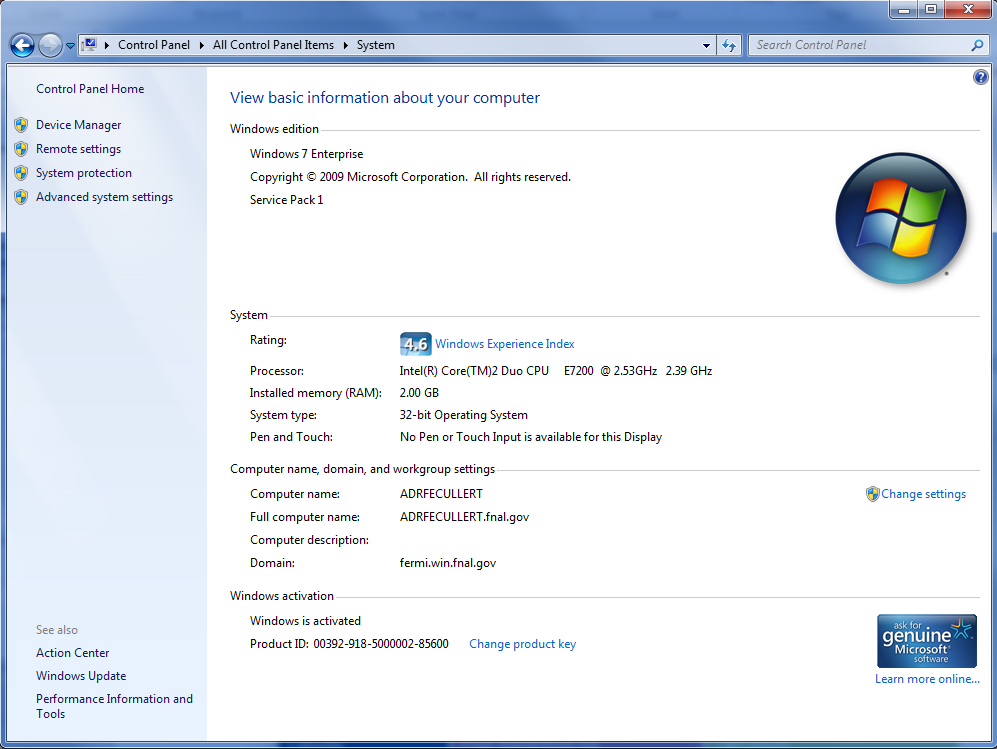 Control Panel ▸ All Control Panel Items ▸ System
Search Control Panel
Control Panel Home
Device Manager
Remote settings
System protection
Advanced system settings
See also
Action Center
Windows Update
Performance Information and
Tools
View basic information about your computer
Windows edition
Windows 7 Enterprise
Copyright © 2009 Microsoft Corporation.  All rights reserved.
Service Pack 1
System
Rating: 4.6 Windows Experience Index
Processor: Intel(R) Core(TM)2 Duo CPU E7200 @ 2.53GHz 2.39 GHz
Installed memory (RAM): 2.00 GB
System type: 32-bit Operating System
Pen and Touch: No Pen or Touch Input is available for this Display
Computer name, domain, and workgroup settings
Computer name: ADRFECULLERT
Change settings
Full computer name: ADRFECULLERT.fnal.gov
Computer description:
Domain: fermi.win.fnal.gov
Windows activation
Windows is activated
Product ID: 00392-918-5000002-85600 Change product key
ask for
genuine
Microsoft
software
Learn more online...